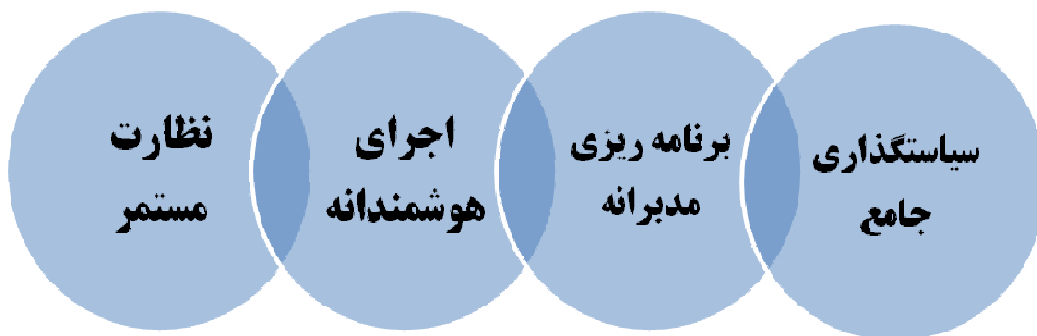 سیاستگذاری
جامع
برنامه ریزی
مدبرانه
اجرای
هوشمندانه
نظارت
مستمر